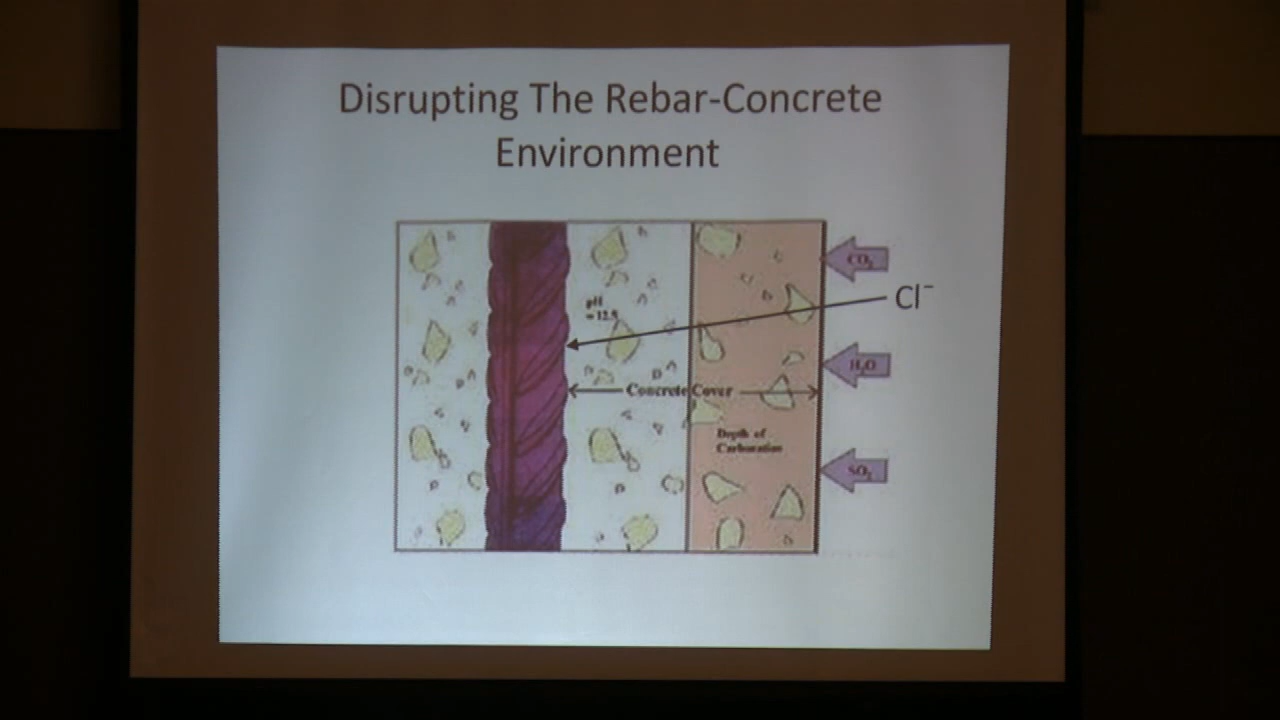 Disrupting The Rebar-Concrete
Environment
CO₂
Cl⁻
pH
H₂O
Concrete Cover
Depth of
Carbonation
SO₂